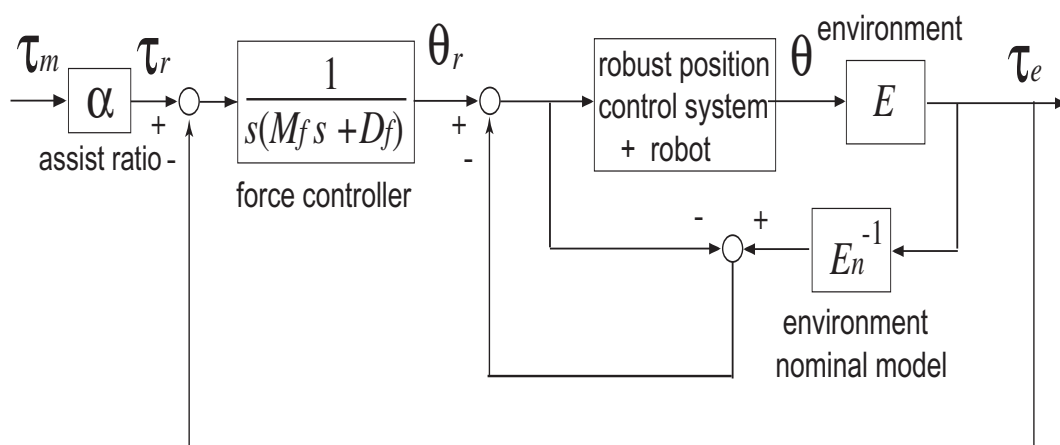 τm
α
assist ratio
τr
+
-
1
s(Mf s + Df)
force controller
θr
+
-
robust position
control system
+ robot
θ
environment
E
τe
-
+
En-1
environment
nominal model